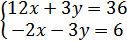 12x + 3y = 36
−2x − 3y = 6